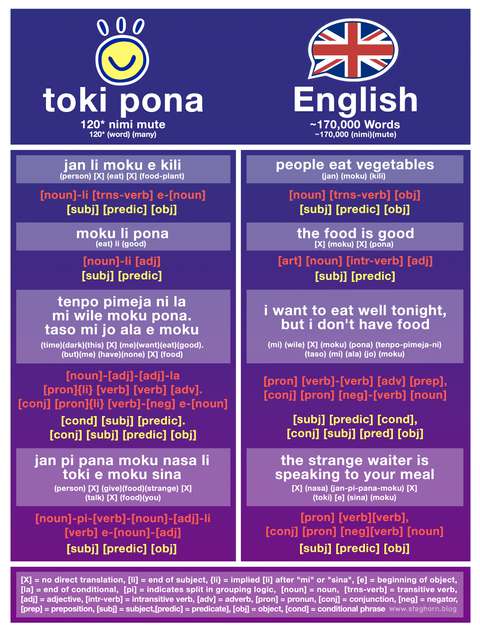 toki pona
120* nimi mute
120* (word) (many)
English
~170,000 Words
~170,000 (nimi)(mute)
jan li moku e kili
(person) [X] (eat) [X] (food-plant)
[noun]-li [trns-verb] e-[noun]
[subj] [predic] [obj]
people eat vegetables
(jan) (moku) (kili)
[noun] [trns-verb] [obj]
[subj] [predic] [obj]
moku li pona
(eat) li (good)
[noun]-li [adj]
[subj] [predic]
the food is good
[X] (moku) [X] (pona)
[art] [noun] [intr-verb] [adj]
[subj] [predic]
tenpo pimeja ni la
mi wile moku pona.
taso mi jo ala e moku
(time)(dark)(this) [X] (me)(want)(eat)(good).
(but)(me) (have)(none) [X] (food)
[noun]-[adj]-[adj]-la
[pron]{li} [verb] [verb] [adv].
[conj] [pron]{li} [verb]-[neg] e-[noun]
[cond] [subj] [predic].
[conj] [subj] [predic] [obj]
i want to eat well tonight,
but i don't have food
(mi) (wile) [X] (moku) (pona) (tenpo-pimeja-ni)
(taso) (mi) (ala) (jo) (moku)
[pron] [verb]-[verb] [adv] [prep],
[conj] [pron] [neg]-[verb] [noun]
[subj] [predic] [cond],
[conj] [subj] [pred] [obj]
jan pi pana moku nasa li
toki e moku sina
(person) [X] (give)(food)(strange) [X]
(talk) [X] (food)(you)
[noun]-pi-[verb]-[noun]-[adj]-li
[verb] e-[noun]-[adj]
[subj] [predic] [obj]
the strange waiter is
speaking to your meal
[X] (nasa) (jan-pi-pana-moku) [X]
(toki) [e] (sina) (moku)
[pron] [verb][verb],
[conj] [pron] [neg][verb] [noun]
[subj] [predic] [obj]
[X] = no direct translation, [li] = end of subject, {li} = implied [li] after "mi" or "sina", [e] = beginning of object,
[la] = end of conditional, [pi] = indicates split in grouping logic, [noun] = noun, [trns-verb] = transitive verb,
[adj] = adjective, [intr-verb] = intransitive verb, [adv] = adverb, [pron] = pronun, [conj] = conjunction, [neg] = negator,
[prep] = preposition, [subj] = subject,[predic] = predicate], [obj] = object, [cond] = conditional phrase www.steghorn.blog